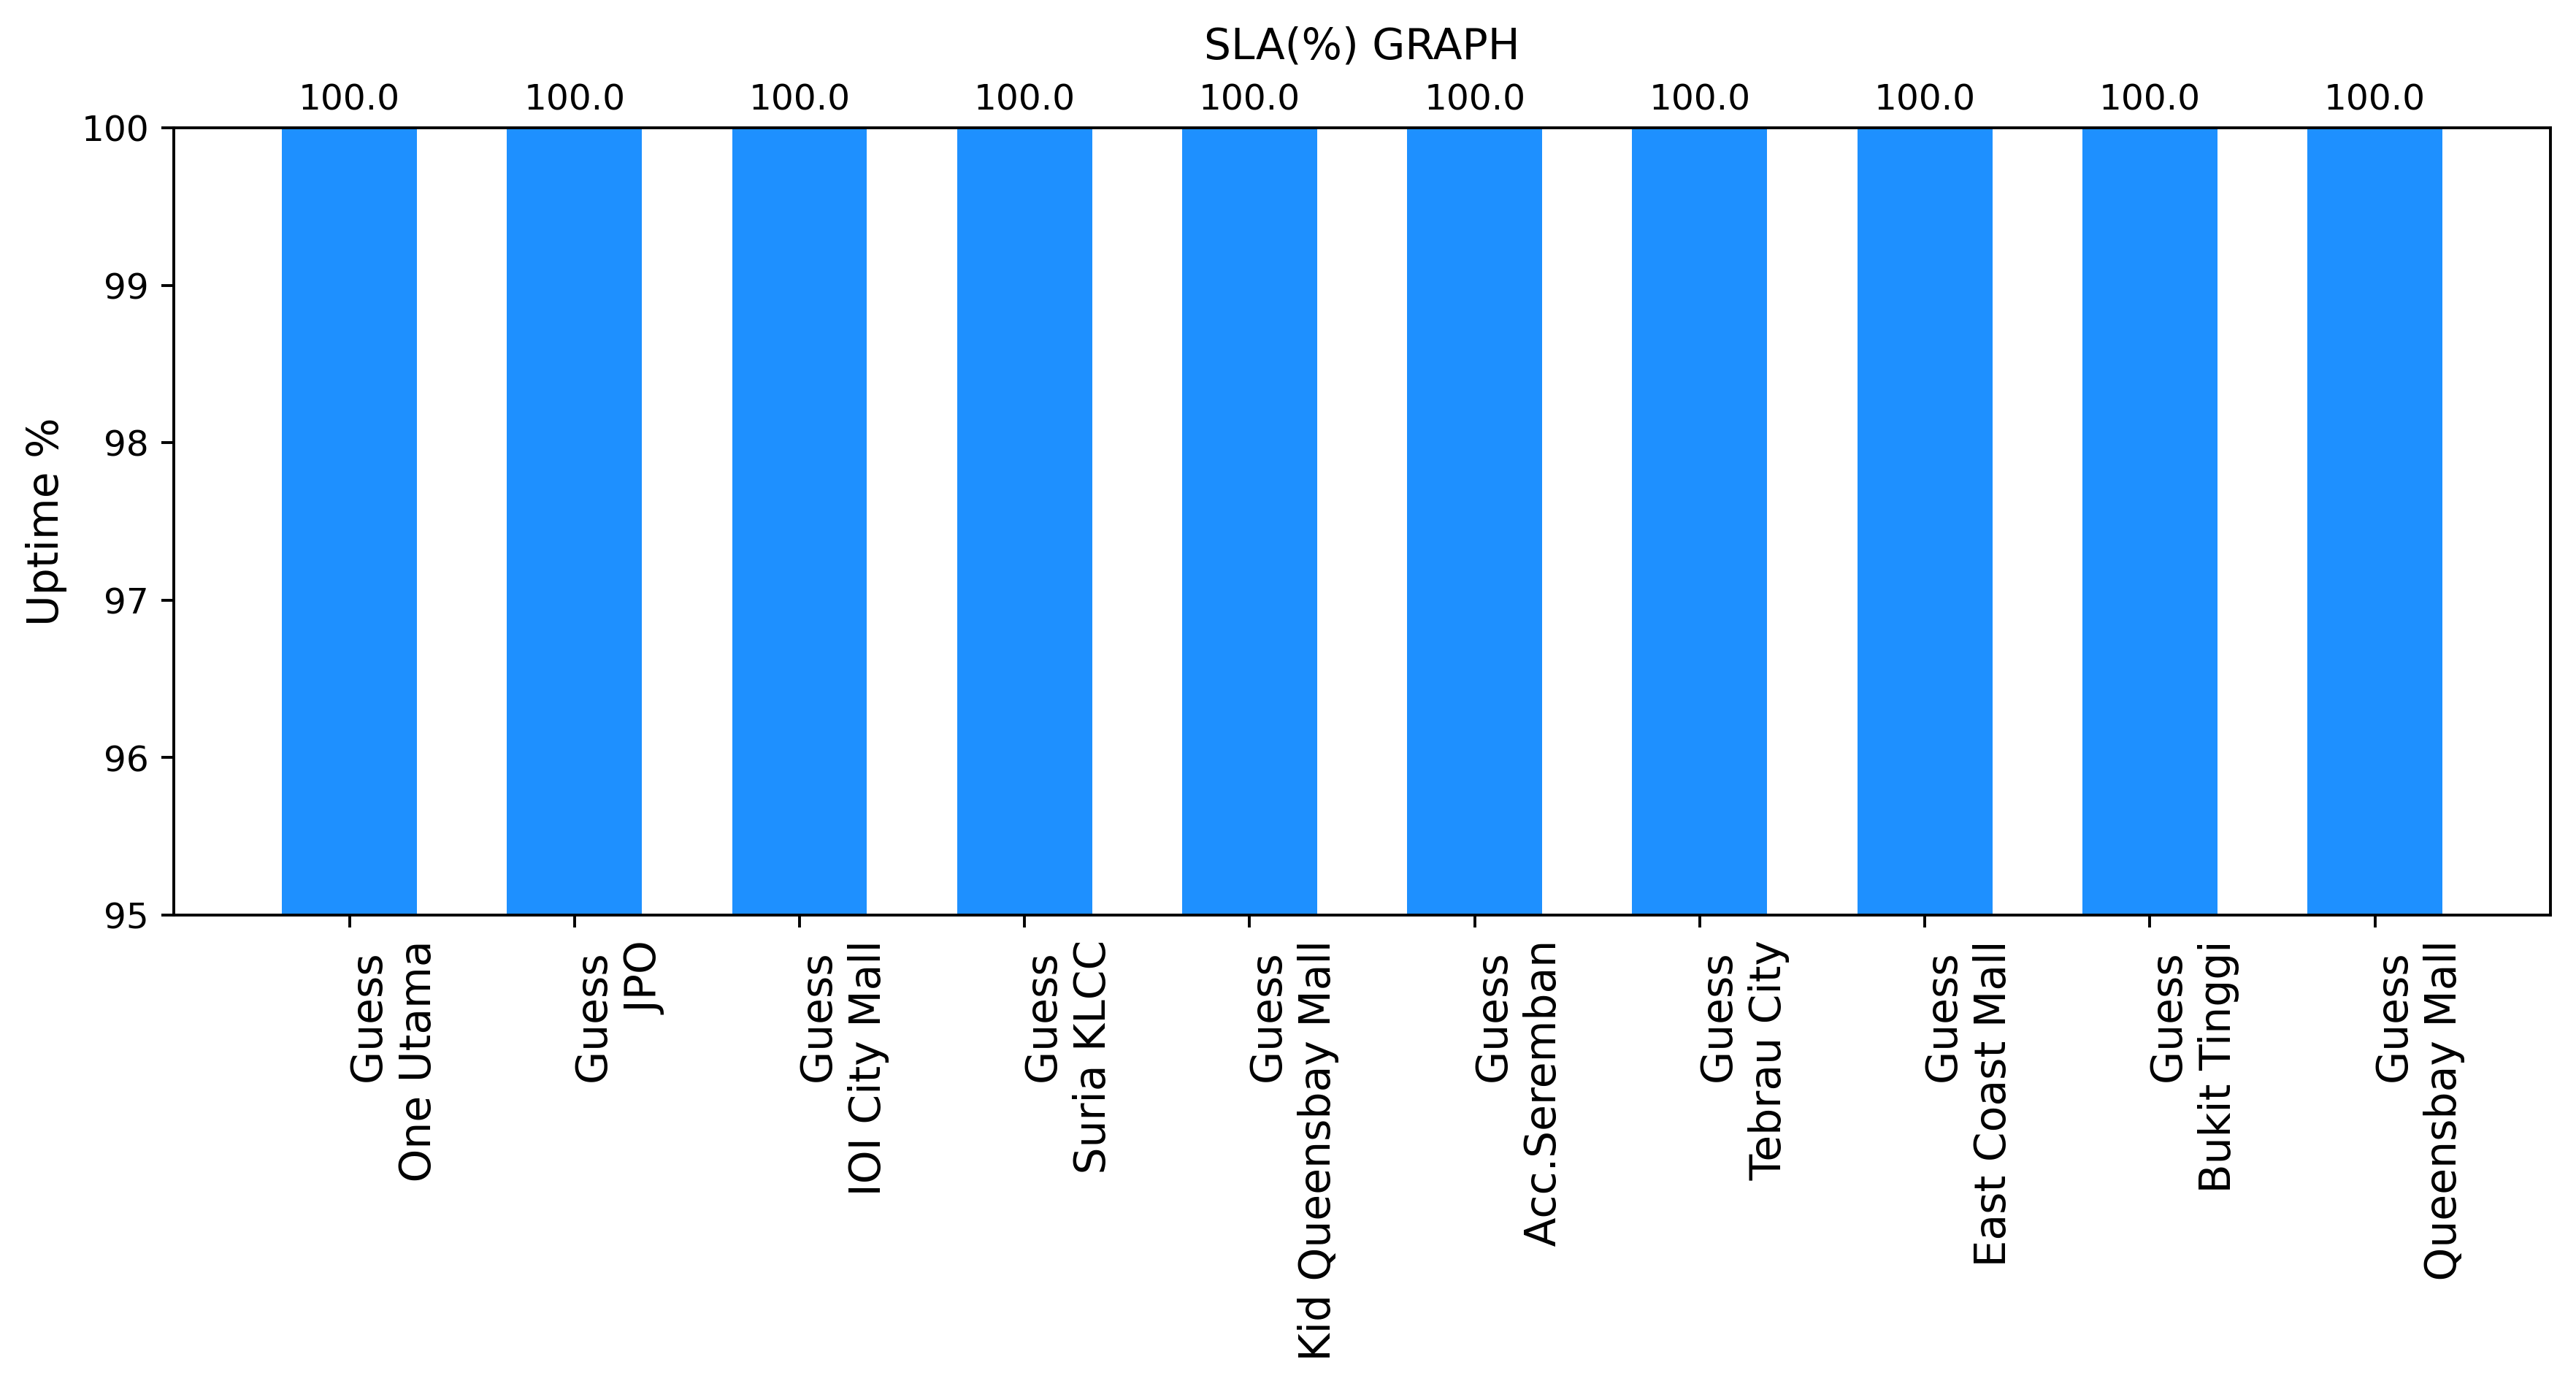 SLA(%) GRAPH
100.0 100.0 100.0 100.0 100.0 100.0 100.0 100.0 100.0 100.0
100
99
98
97
96
95
Uptime %
Guess
One Utama
Guess
JPO
Guess
IOI City Mall
Guess
Suria KLCC
Guess
Kid Queensbay Mall
Guess
Acc.Seremban
Guess
Tebrau City
Guess
East Coast Mall
Guess
Bukit Tinggi
Guess
Queensbay Mall